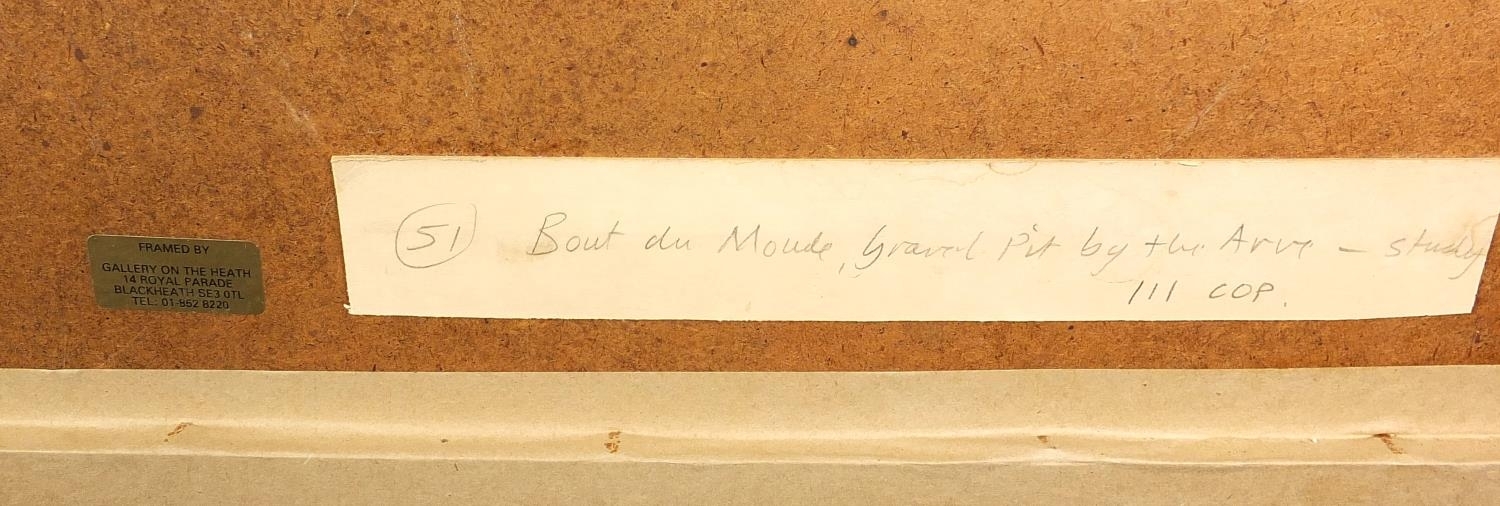 FRAMED BY
GALLERY ON THE HEATH
14 ROYAL PARADE
BLACKHEATH SE3 0TL
TEL: 01-852 8220
51 Bout du Monde, Gravel Pit by the Arve – study
111 COP.